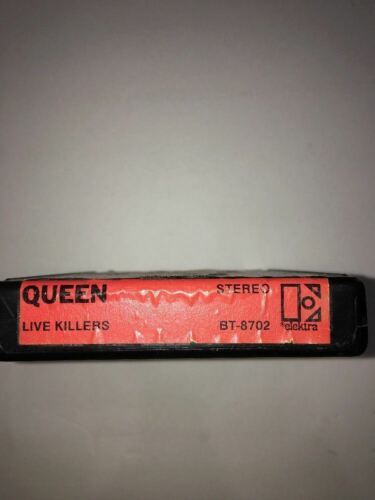 QUEEN STEREO
LIVE KILLERS BT-8702 elektra